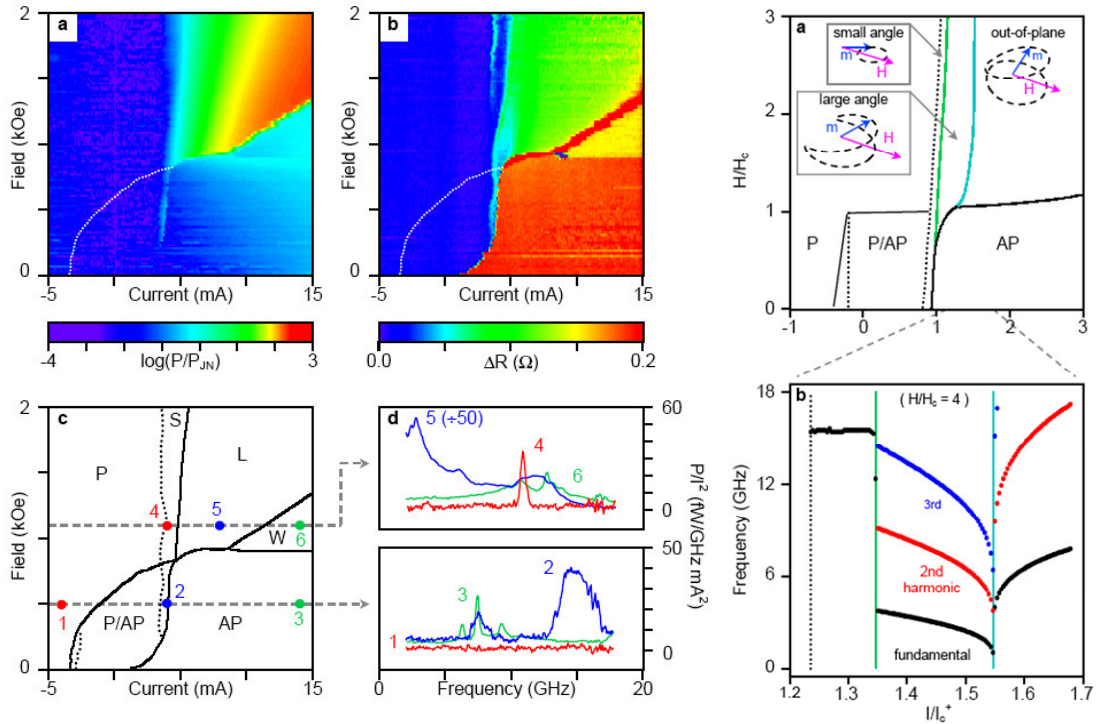 a
2
Field (kOe)
0
-5
Current (mA)
15
-4
log(P/P_JN)
3
b
2
Field (kOe)
0
-5
Current (mA)
15
0.0
ΔR (Ω)
0.2
c
2
Field (kOe)
0
S
P
L
4
5
6
W
2
1
P/AP
AP
3
-5
Current (mA)
15
d
5 (÷50)
4
6
60
0
P/I² (fW/GHz mA²)
50
0
3
2
1
0
Frequency (GHz)
20
a
3
2
1
0
H/H_c
small angle
m
H
large angle
m
H
out-of-plane
m
H
P
P/AP
AP
-1
0
1
2
3
b
( H/H_c = 4 )
18
12
6
0
Frequency (GHz)
3rd
2nd
harmonic
fundamental
1.2
1.3
1.4
1.5
1.6
1.7
I/I_c⁺